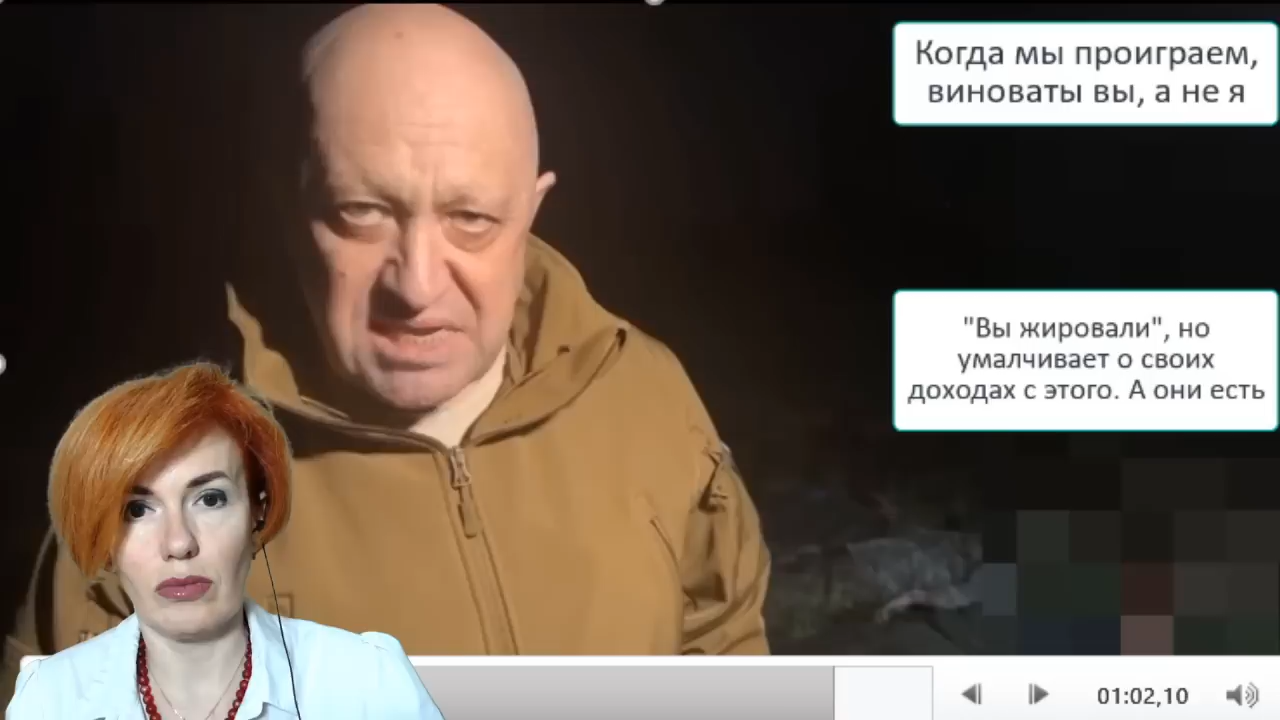 Когда мы проиграем,
виноваты вы, а не я
"Вы жировали", но
умалчивает о своих
доходах с этого. А они есть
01:02,10